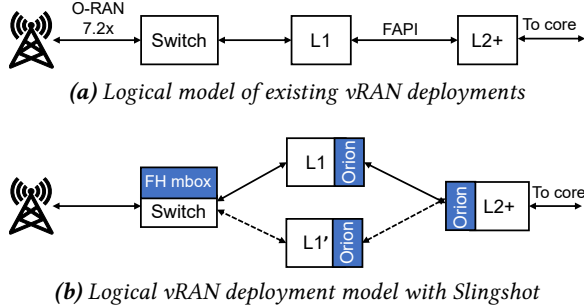 O-RAN
7.2x
Switch
L1
FAPI
L2+
To core
(a) Logical model of existing vRAN deployments
FH mbox
Switch
L1
Orion
L1′
Orion
Orion
L2+
To core
(b) Logical vRAN deployment model with Slingshot